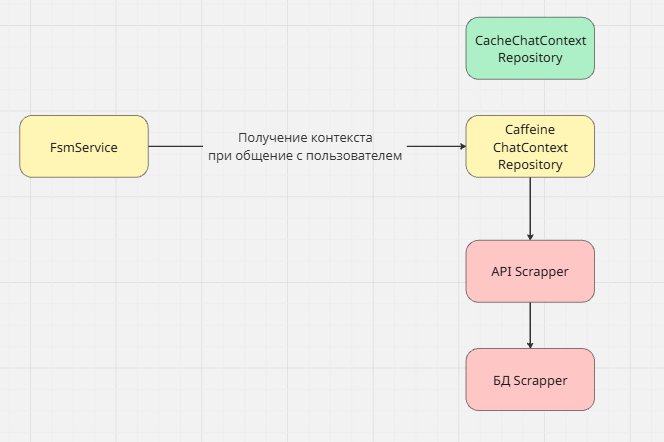 CacheChatContext
Repository
FsmService
Получение контекста
при общение с пользователем
Caffeine
ChatContext
Repository
API Scrapper
БД Scrapper